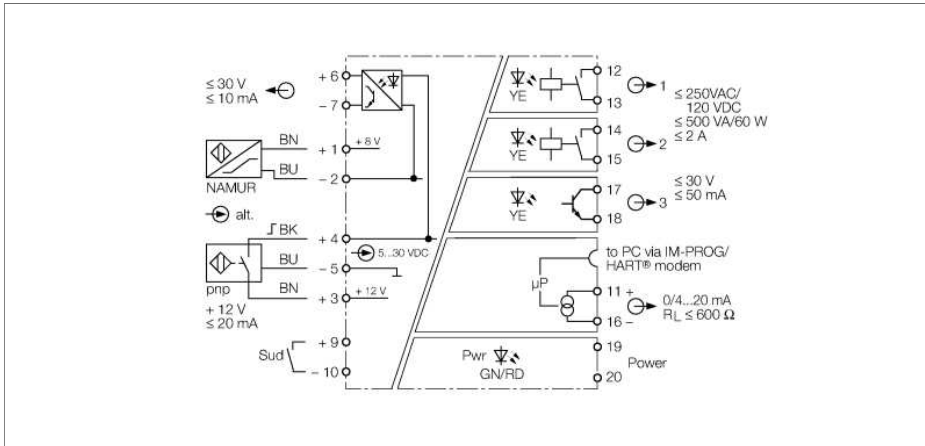 ≤ 30 V
≤ 10 mA
+ 6
− 7
BN
+ 1
+ 8 V
BU
− 2
NAMUR
alt.
BK
+ 4
5...30 VDC
BU
− 5
pnp
BN
+ 3
+ 12 V
+ 12 V
≤ 20 mA
Sud
+ 9
− 10
YE
12
13
1
≤ 250VAC/
120 VDC
≤ 500 VA/60 W
≤ 2 A
YE
14
15
2
YE
17
18
3
≤ 30 V
≤ 50 mA
to PC via IM-PROG/
HART® modem
µP
11 +
16 −
0/4...20 mA
RL ≤ 600 Ω
Pwr
GN/RD
19
20
Power